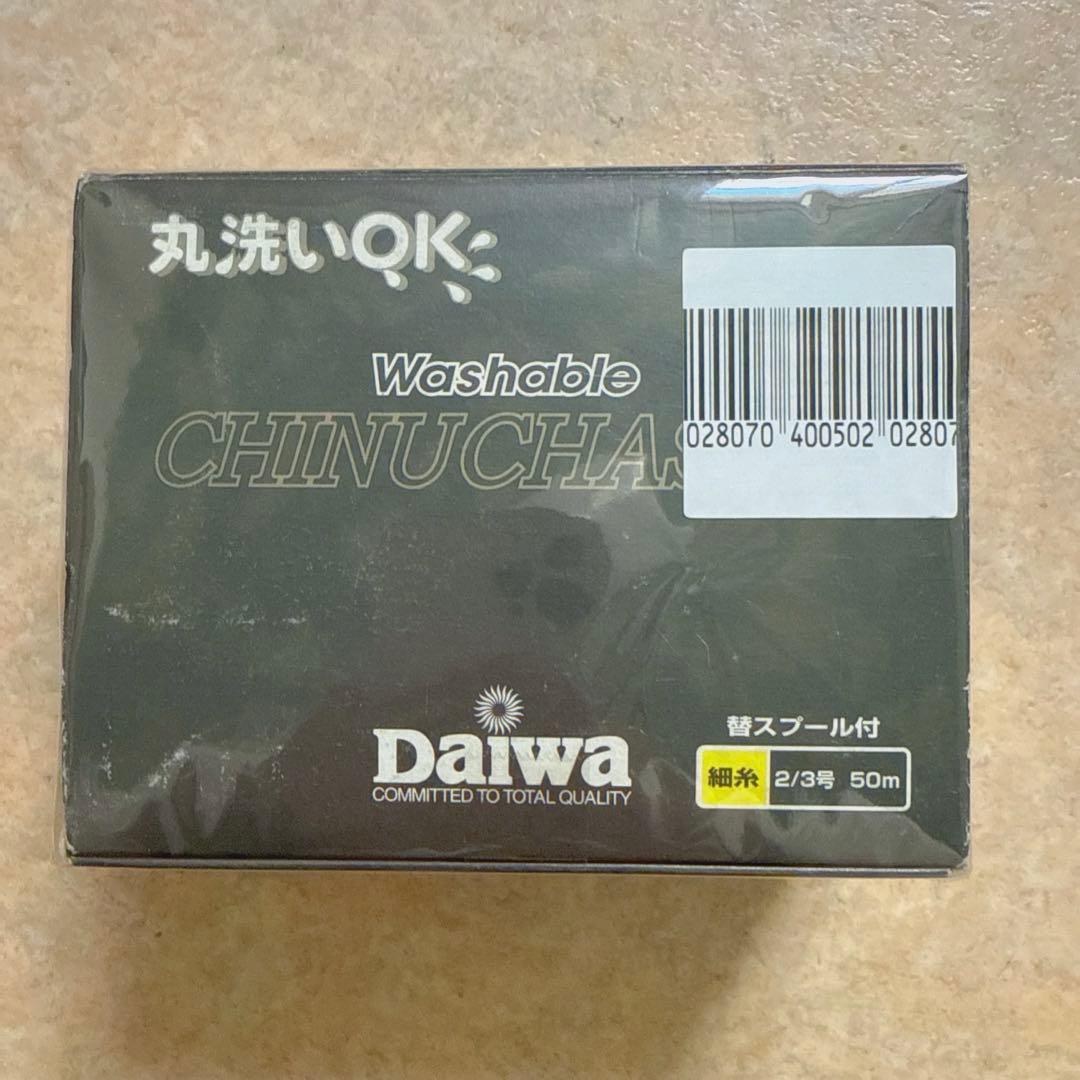 丸洗いOK
Washable
CHINUCHAS
028070 400502 02807
Daiwa
COMMITTED TO TOTAL QUALITY
替スプール付
細糸 2/3号 50m